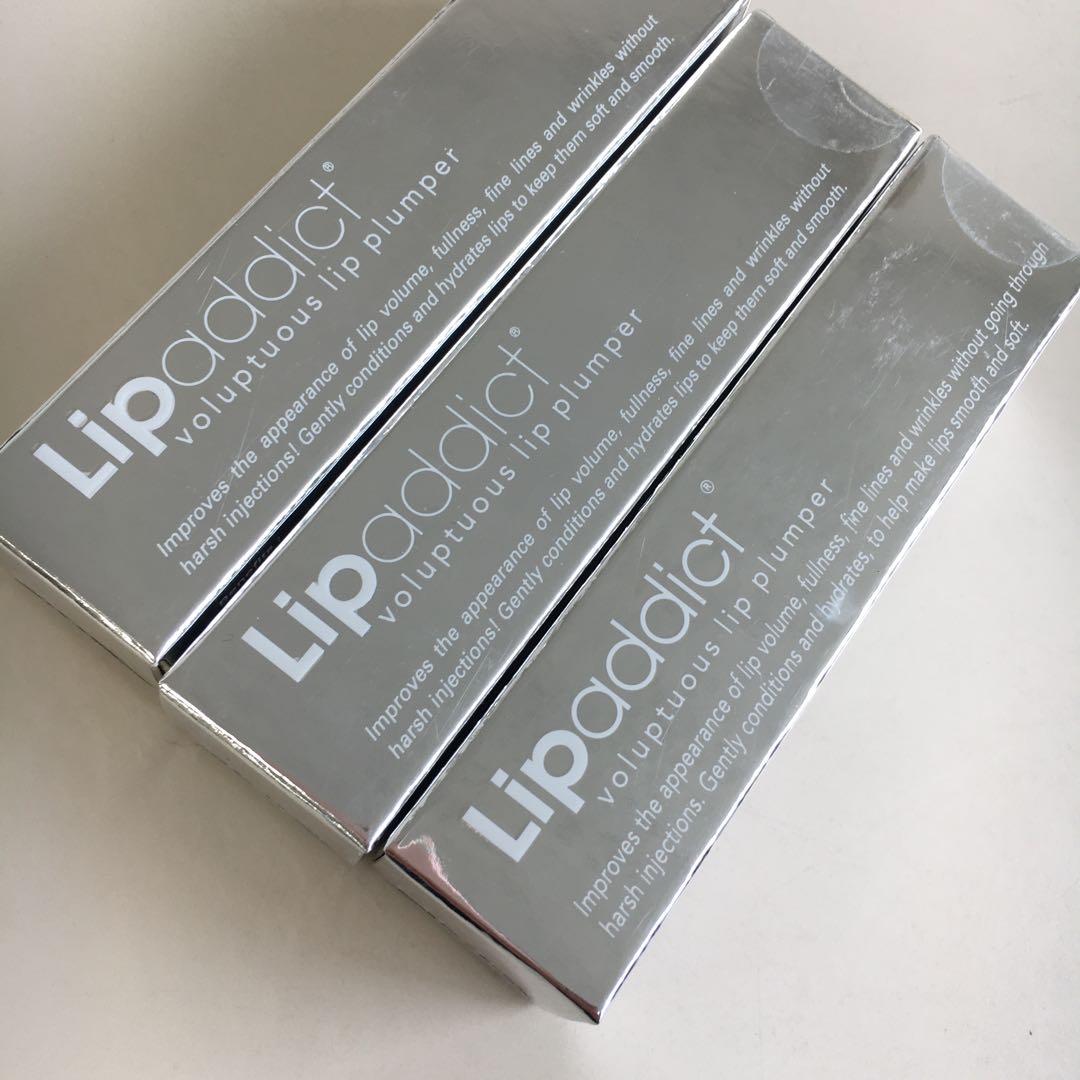 Lipaddict®
voluptuous lip plumper
Improves the appearance of lip volume, fullness, fine lines and wrinkles without
harsh injections! Gently conditions and hydrates lips to keep them soft and smooth.
Lipaddict®
voluptuous lip plumper
Improves the appearance of lip volume, fullness, fine lines and wrinkles without
harsh injections! Gently conditions and hydrates lips to keep them soft and smooth.
Lipaddict®
voluptuous lip plumper
Improves the appearance of lip volume, fullness, fine lines and wrinkles without going through
harsh injections. Gently conditions and hydrates, to help make lips smooth and soft.